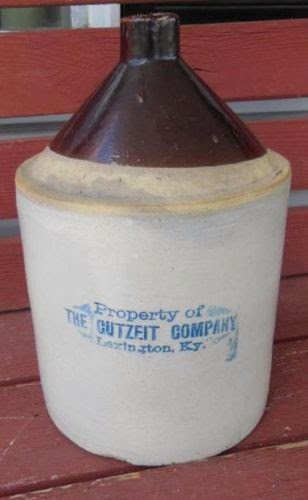 Property of
THE GUTZEIT COMPANY
Lexington, Ky.